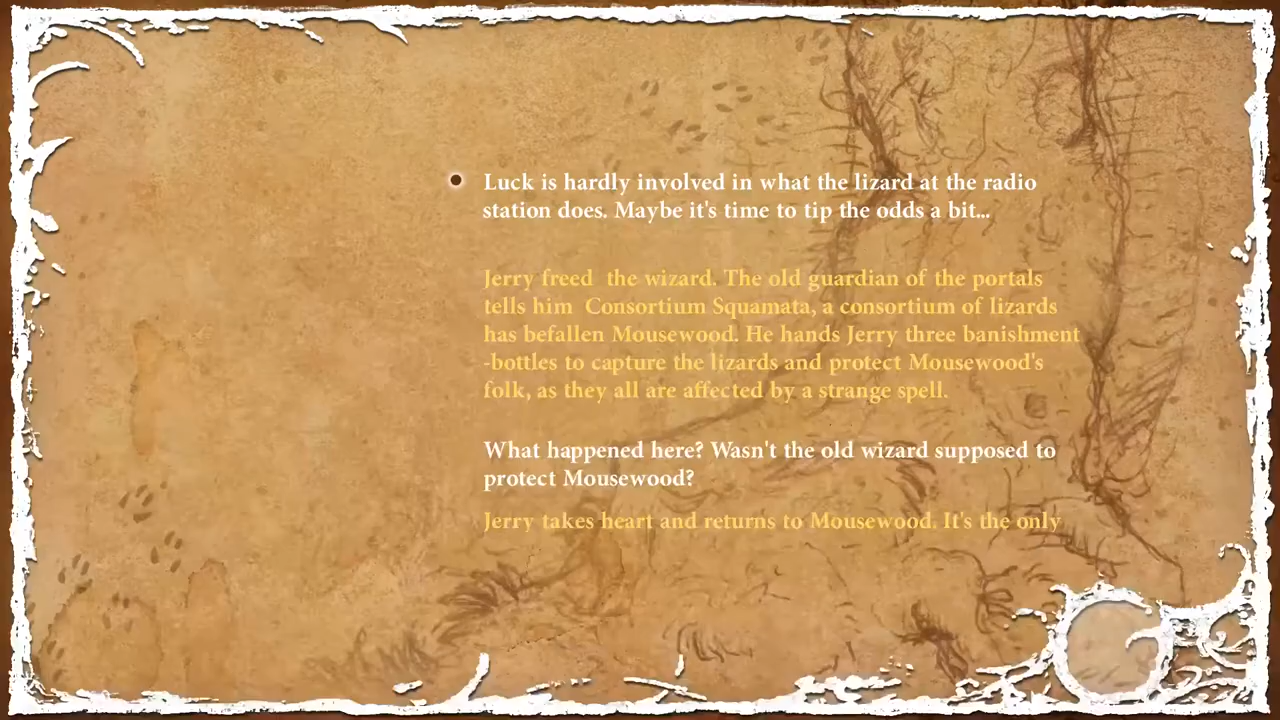 Luck is hardly involved in what the lizard at the radio
station does. Maybe it's time to tip the odds a bit...
Jerry freed  the wizard. The old guardian of the portals
tells him  Consortium Squamata, a consortium of lizards
has befallen Mousewood. He hands Jerry three banishment
-bottles to capture the lizards and protect Mousewood's
folk, as they all are affected by a strange spell.
What happened here? Wasn't the old wizard supposed to
protect Mousewood?
Jerry takes heart and returns to Mousewood. It's the only